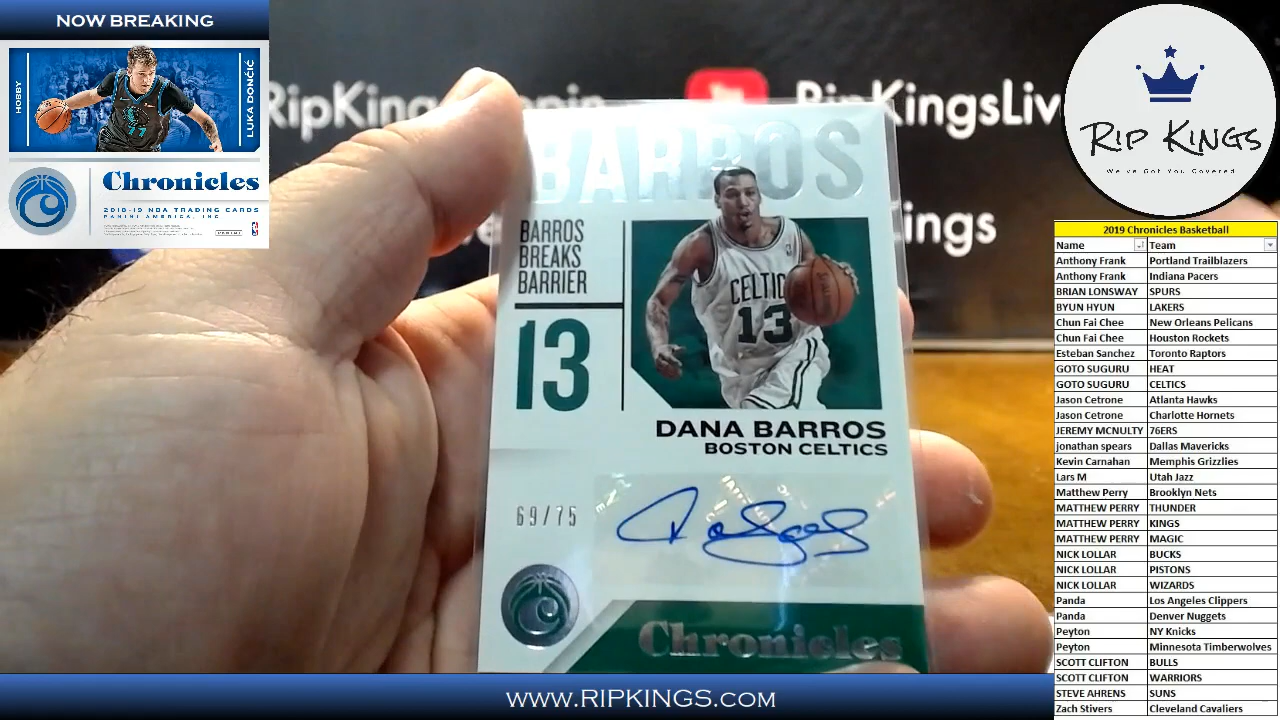 NOW BREAKING
HOBBY
LUKA DONČIĆ
77
Chronicles
2018-19 NBA TRADING CARDS
PANINI AMERICA, INC.
PANINI
RipKings
RipKingsLive
BARROS
BARROS
BREAKS
BARRIER
13
CELTIC
13
SPALDING
DANA BARROS
BOSTON CELTICS
69/75
Chronicles
WWW.RIPKINGS.COM
RIP KINGS
We've Got You Covered
2019 Chronicles Basketball
Name Team
Anthony Frank Portland Trailblazers
Anthony Frank Indiana Pacers
BRIAN LONSWAY SPURS
BYUN HYUN LAKERS
Chun Fai Chee New Orleans Pelicans
Chun Fai Chee Houston Rockets
Esteban Sanchez Toronto Raptors
GOTO SUGURU HEAT
GOTO SUGURU CELTICS
Jason Cetrone Atlanta Hawks
Jason Cetrone Charlotte Hornets
JEREMY MCNULTY 76ERS
jonathan spears Dallas Mavericks
Kevin Carnahan Memphis Grizzlies
Lars M Utah Jazz
Matthew Perry Brooklyn Nets
MATTHEW PERRY THUNDER
MATTHEW PERRY KINGS
MATTHEW PERRY MAGIC
NICK LOLLAR BUCKS
NICK LOLLAR PISTONS
NICK LOLLAR WIZARDS
Panda Los Angeles Clippers
Panda Denver Nuggets
Peyton NY Knicks
Peyton Minnesota Timberwolves
SCOTT CLIFTON BULLS
SCOTT CLIFTON WARRIORS
STEVE AHRENS SUNS
Zach Stivers Cleveland Cavaliers